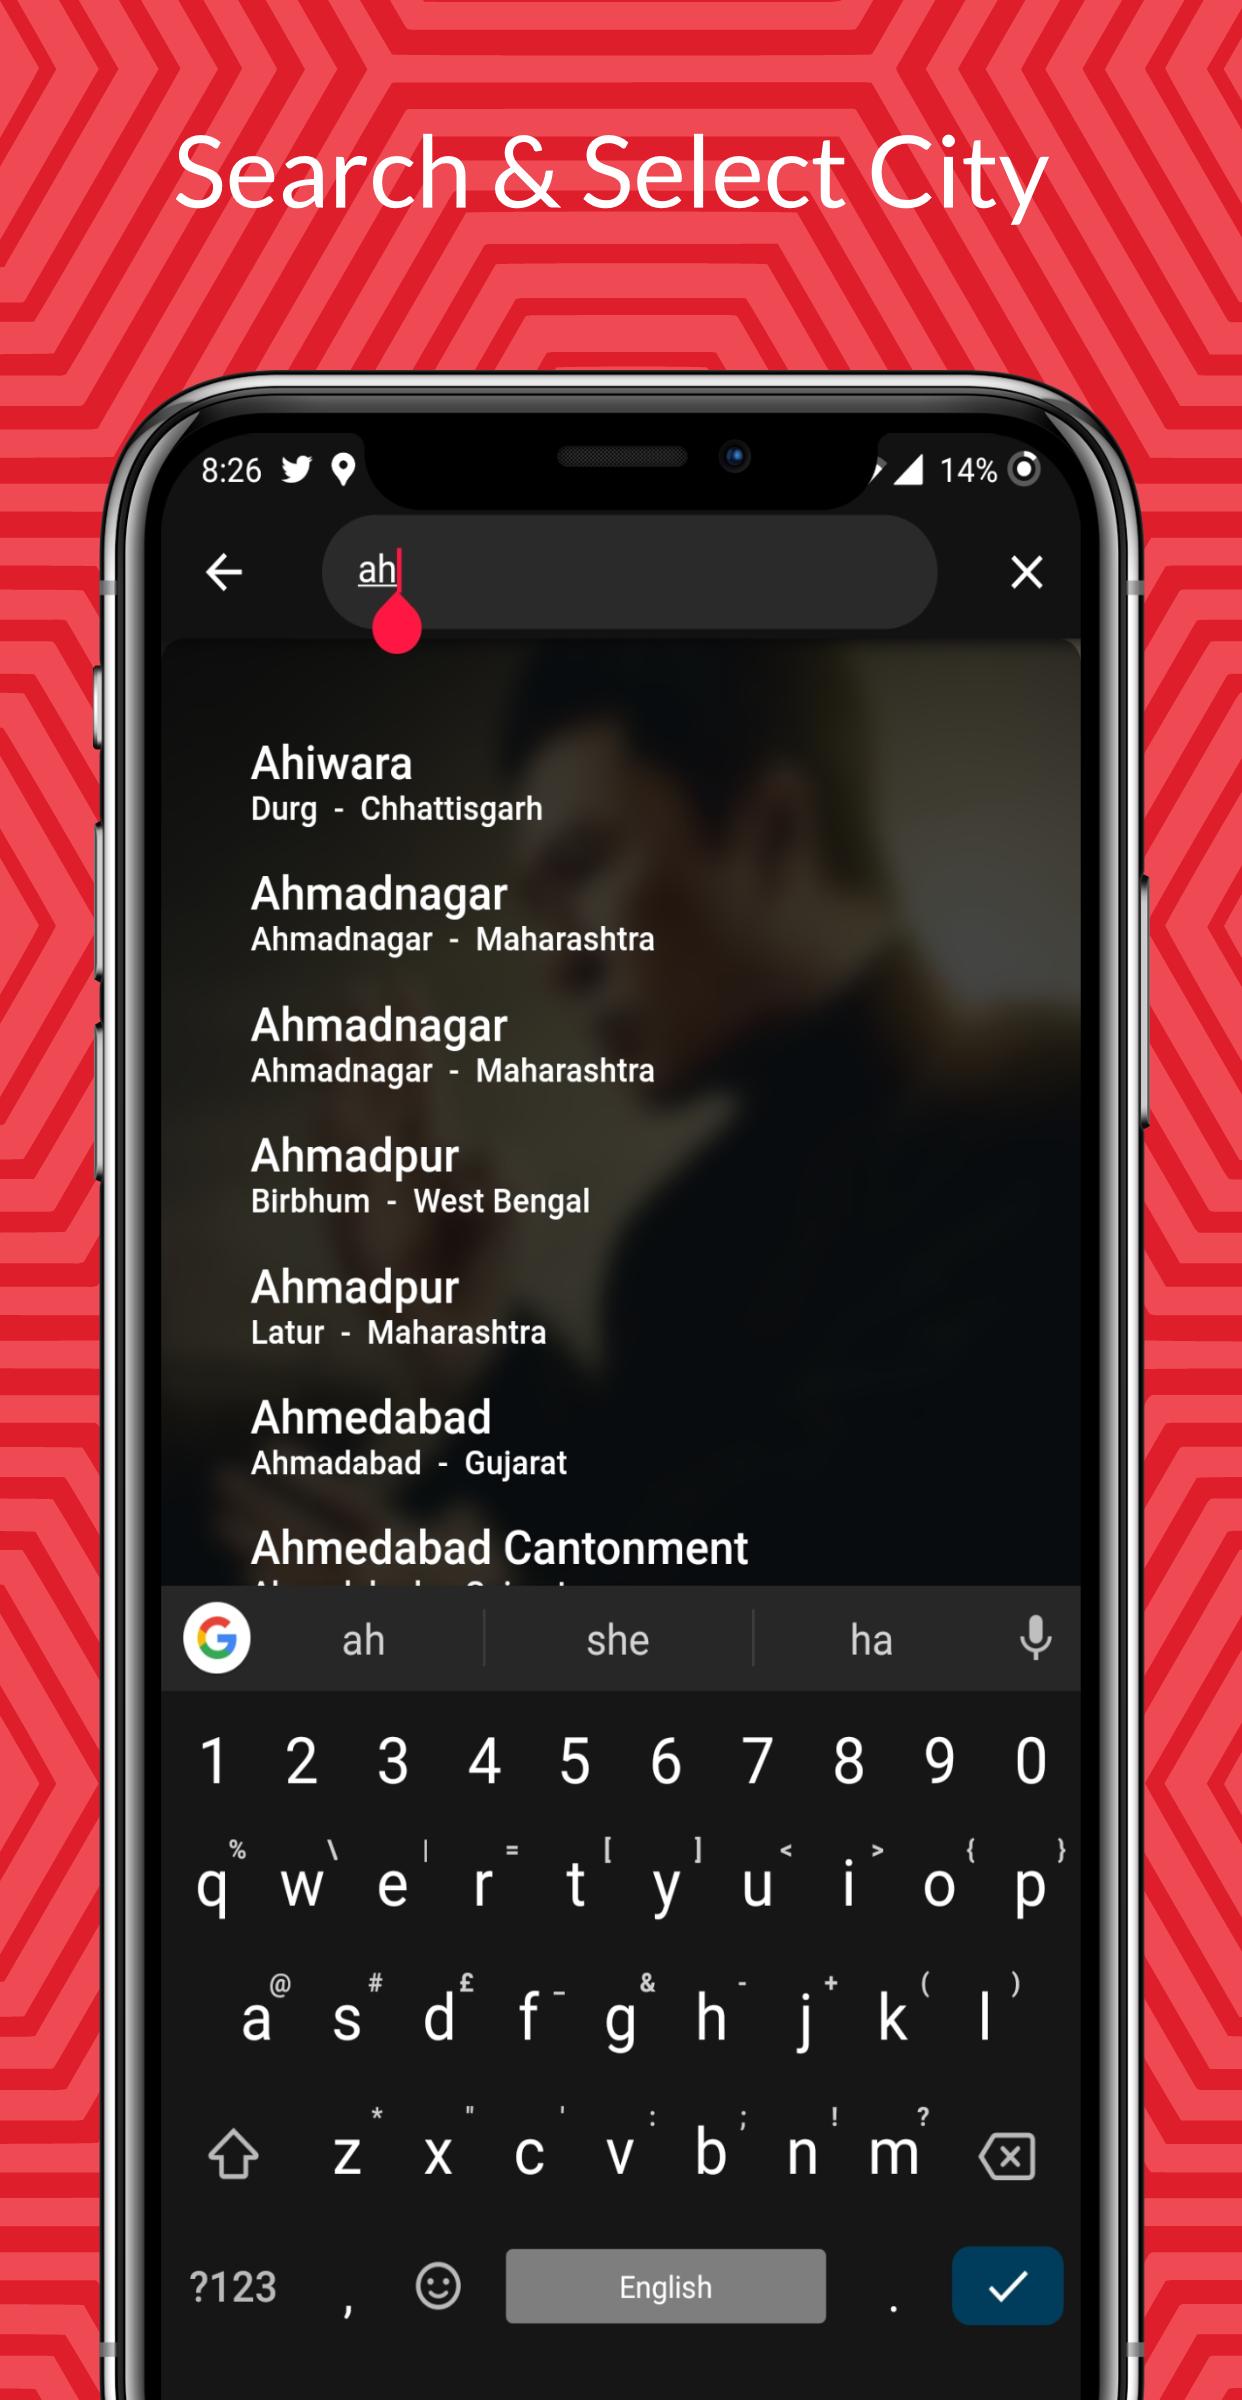 Search & Select City
8:26 14%
ah
Ahiwara
Durg - Chhattisgarh
Ahmadnagar
Ahmadnagar - Maharashtra
Ahmadnagar
Ahmadnagar - Maharashtra
Ahmadpur
Birbhum - West Bengal
Ahmadpur
Latur - Maharashtra
Ahmedabad
Ahmadabad - Gujarat
Ahmedabad Cantonment
ah she ha
1 2 3 4 5 6 7 8 9 0
% \ | = [ ] < > { }
q w e r t y u i o p
@ # £ _ & - + ( )
a s d f g h j k l
* " ' : ; ! ?
z x c v b n m
?123 , English .